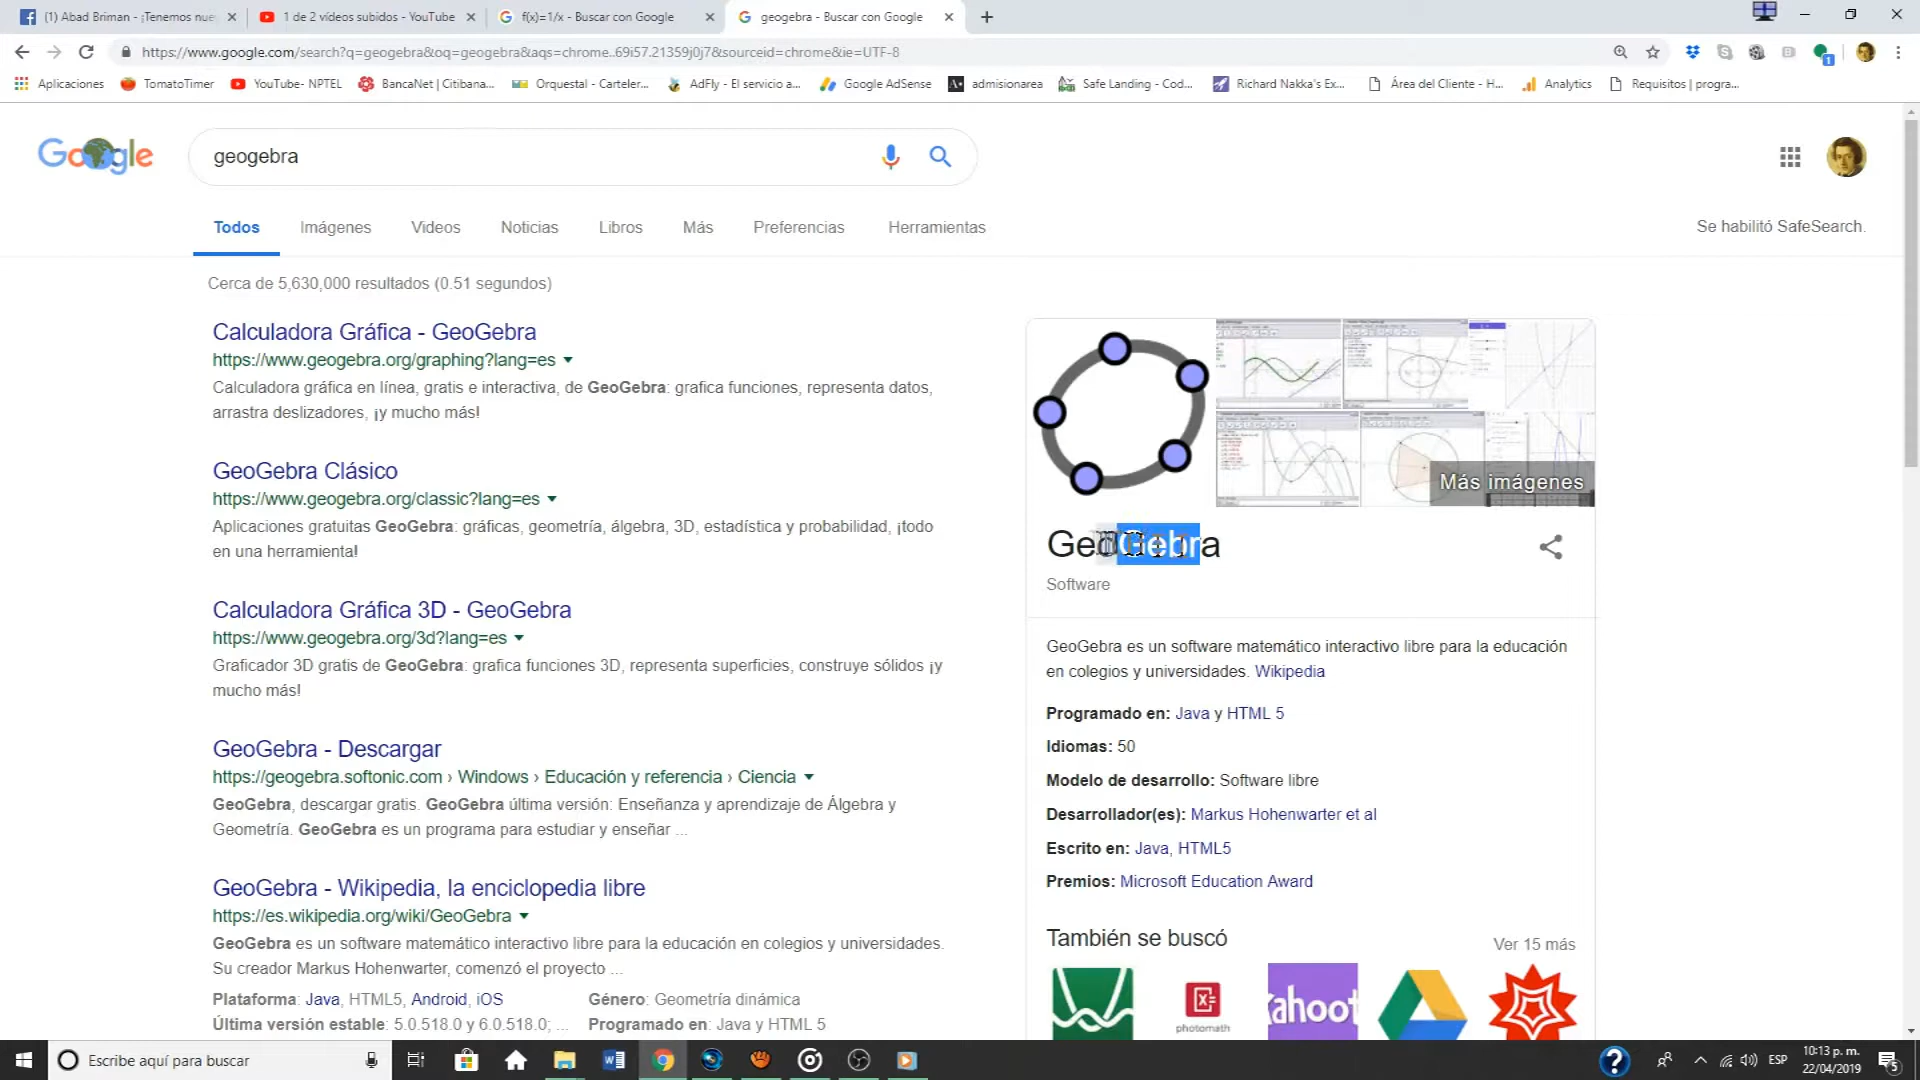 (1) Abad Briman - ¡Tenemos nue
1 de 2 vídeos subidos - YouTube
f(x)=1/x - Buscar con Google
geogebra - Buscar con Google
https://www.google.com/search?q=geogebra&oq=geogebra&aqs=chrome..69i57.21359j0j7&sourceid=chrome&ie=UTF-8
Aplicaciones
TomatoTimer
YouTube- NPTEL
BancaNet | Citibana...
Orquestal - Carteler...
AdFly - El servicio a...
Google AdSense
admisionarea
Safe Landing - Cod...
Richard Nakka's Ex...
Área del Cliente - H...
Analytics
Requisitos | progra...
Google
geogebra
Todos Imágenes Videos Noticias Libros Más Preferencias Herramientas
Se habilitó SafeSearch.
Cerca de 5,630,000 resultados (0.51 segundos)
Calculadora Gráfica - GeoGebra
https://www.geogebra.org/graphing?lang=es
Calculadora gráfica en línea, gratis e interactiva, de GeoGebra: grafica funciones, representa datos,
arrastra deslizadores, ¡y mucho más!
GeoGebra Clásico
https://www.geogebra.org/classic?lang=es
Aplicaciones gratuitas GeoGebra: gráficas, geometría, álgebra, 3D, estadística y probabilidad, ¡todo
en una herramienta!
Calculadora Gráfica 3D - GeoGebra
https://www.geogebra.org/3d?lang=es
Graficador 3D gratis de GeoGebra: grafica funciones 3D, representa superficies, construye sólidos ¡y
mucho más!
GeoGebra - Descargar
https://geogebra.softonic.com › Windows › Educación y referencia › Ciencia
GeoGebra, descargar gratis. GeoGebra última versión: Enseñanza y aprendizaje de Álgebra y
Geometría. GeoGebra es un programa para estudiar y enseñar ...
GeoGebra - Wikipedia, la enciclopedia libre
https://es.wikipedia.org/wiki/GeoGebra
GeoGebra es un software matemático interactivo libre para la educación en colegios y universidades.
Su creador Markus Hohenwarter, comenzó el proyecto ...
Plataforma: Java, HTML5, Android, iOS
Género: Geometría dinámica
Última versión estable: 5.0.518.0 y 6.0.518.0; ...
Programado en: Java y HTML 5
Más imágenes
GeoGebra
Software
GeoGebra es un software matemático interactivo libre para la educación
en colegios y universidades. Wikipedia
Programado en: Java y HTML 5
Idiomas: 50
Modelo de desarrollo: Software libre
Desarrollador(es): Markus Hohenwarter et al
Escrito en: Java, HTML5
Premios: Microsoft Education Award
También se buscó
Ver 15 más
photomath
Kahoot
Escribe aquí para buscar
ESP
10:13 p. m.
22/04/2019
5